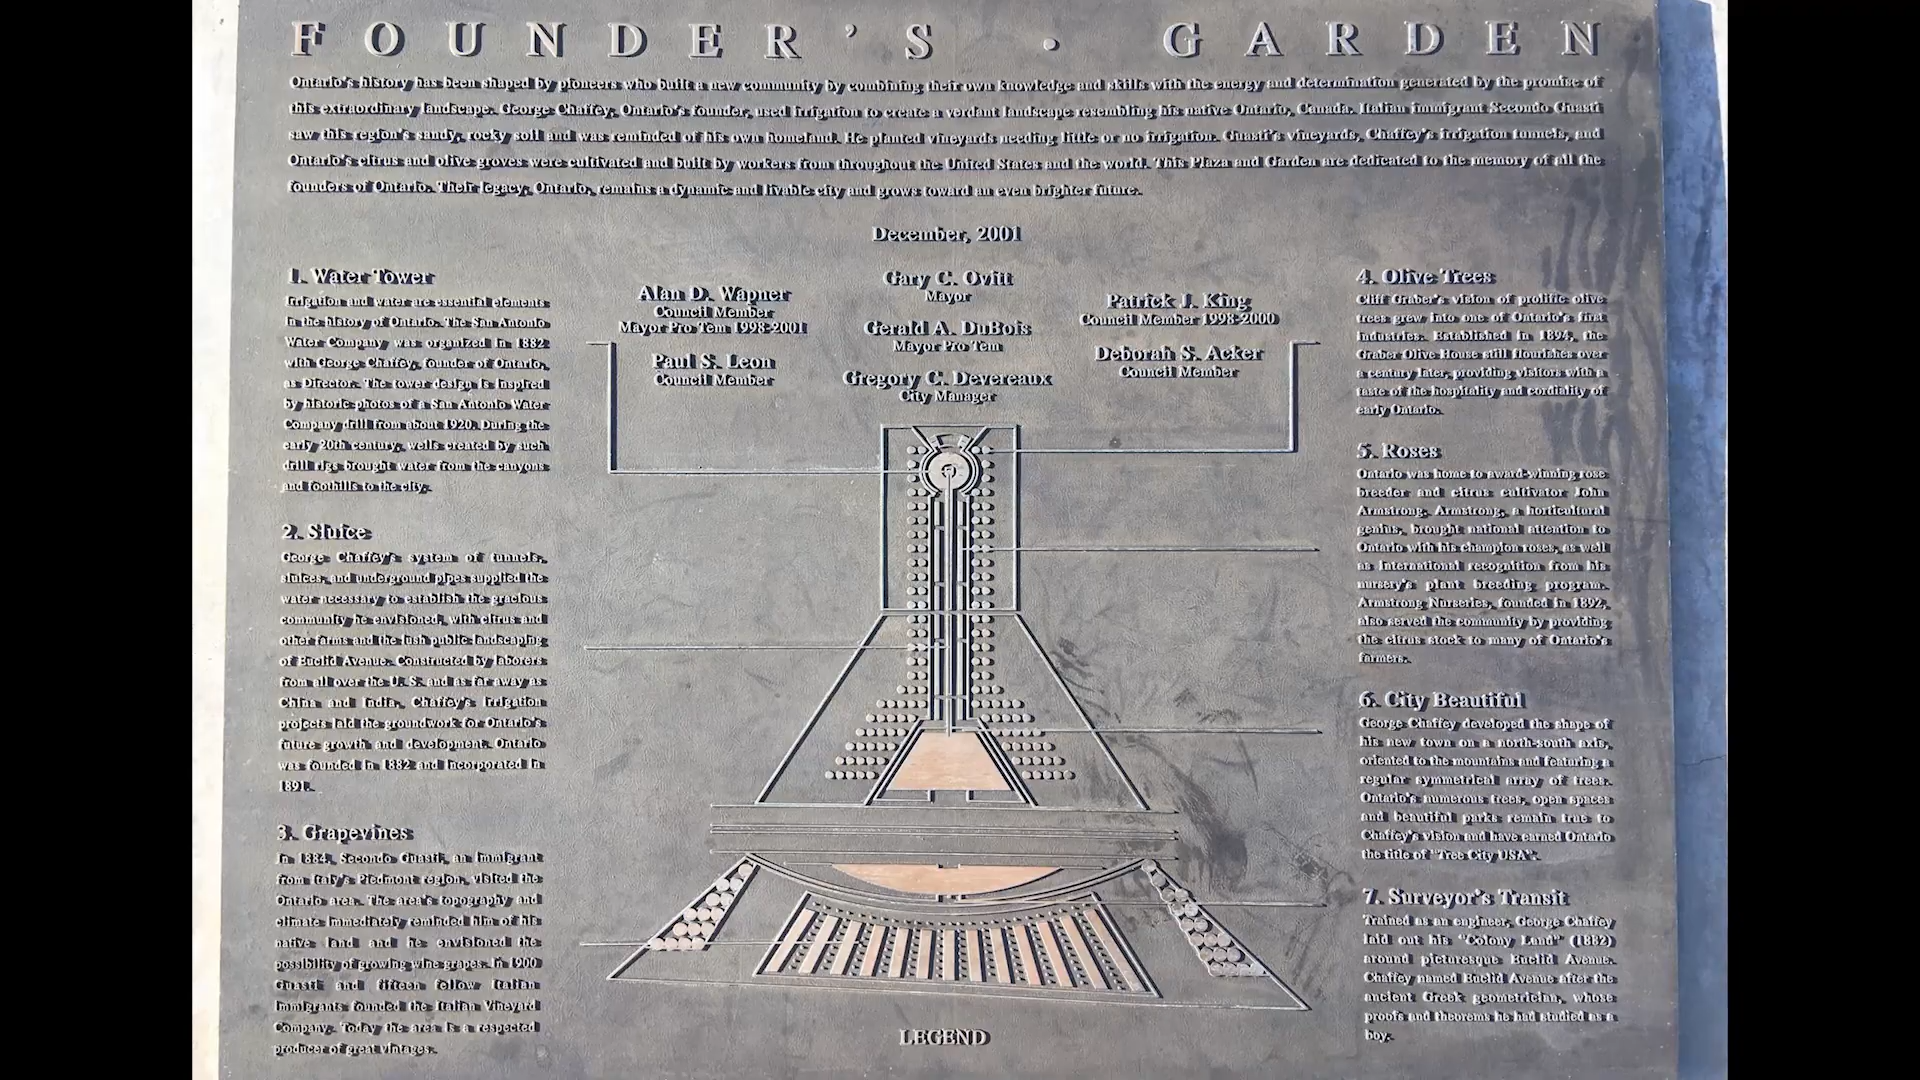 FOUNDER'S · GARDEN
Ontario's history has been shaped by pioneers who built a new community by combining their own knowledge and skills with the energy and determination generated by the promise of
this extraordinary landscape. George Chaffey, Ontario's founder, used irrigation to create a verdant landscape resembling his native Ontario, Canada. Italian immigrant Secondo Guasti
saw this region's sandy, rocky soil and was reminded of his own homeland. He planted vineyards needing little or no irrigation. Guasti's vineyards, Chaffey's irrigation tunnels, and
Ontario's citrus and olive groves were cultivated and built by workers from throughout the United States and the world. This Plaza and Garden are dedicated to the memory of all the
founders of Ontario. Their legacy, Ontario, remains a dynamic and livable city and grows toward an even brighter future.
December, 2001
Gary C. Ovitt
Mayor
Alan D. Wapner
Council Member
Mayor Pro Tem 1998-2001
Gerald A. DuBois
Mayor Pro Tem
Patrick J. King
Council Member 1998-2000
Paul S. Leon
Council Member
Gregory C. Devereaux
City Manager
Deborah S. Acker
Council Member
1. Water Tower
Irrigation and water are essential elements
in the history of Ontario. The San Antonio
Water Company was organized in 1882
with George Chaffey, founder of Ontario,
as Director. The tower design is inspired
by historic photos of a San Antonio Water
Company drill from about 1920. During the
early 20th century, wells created by such
drill rigs brought water from the canyons
and foothills to the city.
2. Sluice
George Chaffey's system of tunnels,
sluices, and underground pipes supplied the
water necessary to establish the gracious
community he envisioned, with citrus and
other farms and the lush public landscaping
of Euclid Avenue. Constructed by laborers
from all over the U. S. and as far away as
China and India, Chaffey's irrigation
projects laid the groundwork for Ontario's
future growth and development. Ontario
was founded in 1882 and incorporated in
1891.
3. Grapevines
In 1884, Secondo Guasti, an immigrant
from Italy's Piedmont region, visited the
Ontario area. The area's topography and
climate immediately reminded him of his
native land and he envisioned the
possibility of growing wine grapes. In 1900
Guasti and fifteen fellow Italian
immigrants founded the Italian Vineyard
Company. Today the area is a respected
producer of great vintages.
4. Olive Trees
Cliff Graber's vision of prolific olive
trees grew into one of Ontario's first
industries. Established in 1894, the
Graber Olive House still flourishes over
a century later, providing visitors with a
taste of the hospitality and cordiality of
early Ontario.
5. Roses
Ontario was home to award-winning rose
breeder and citrus cultivator John
Armstrong. Armstrong, a horticultural
genius, brought national attention to
Ontario with his champion roses, as well
as international recognition from his
nursery's plant breeding program.
Armstrong Nurseries, founded in 1892,
also served the community by providing
the citrus stock to many of Ontario's
farmers.
6. City Beautiful
George Chaffey developed the shape of
his new town on a north-south axis,
oriented to the mountains and featuring a
regular symmetrical array of trees.
Ontario's numerous trees, open spaces
and beautiful parks remain true to
Chaffey's vision and have earned Ontario
the title of "Tree City USA".
7. Surveyor's Transit
Trained as an engineer, George Chaffey
laid out his "Colony Land" (1882)
around picturesque Euclid Avenue.
Chaffey named Euclid Avenue after the
ancient Greek geometrician, whose
proofs and theorems he had studied as a
boy.
LEGEND